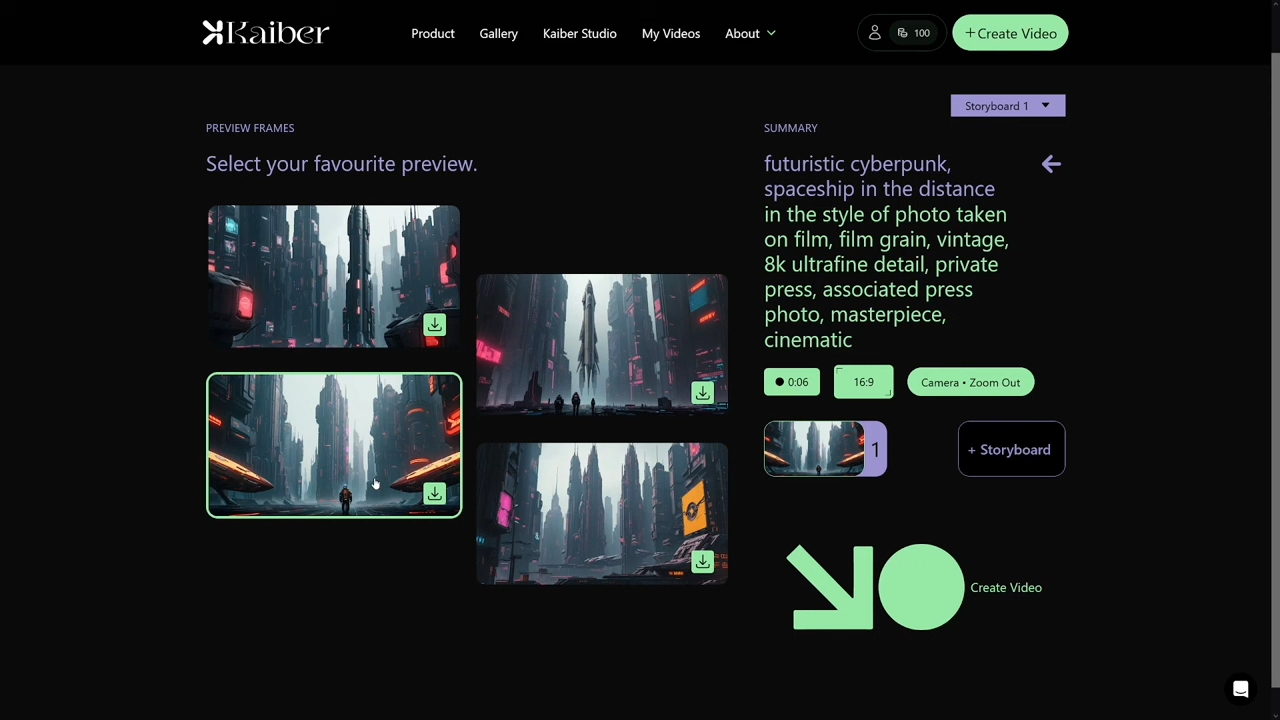 Kaiber
Product
Gallery
Kaiber Studio
My Videos
About
100
+Create Video
Storyboard 1
PREVIEW FRAMES
Select your favourite preview.
SUMMARY
futuristic cyberpunk,
spaceship in the distance
in the style of photo taken
on film, film grain, vintage,
8k ultrafine detail, private
press, associated press
photo, masterpiece,
cinematic
0:06
16:9
Camera • Zoom Out
1
+ Storyboard
Create Video